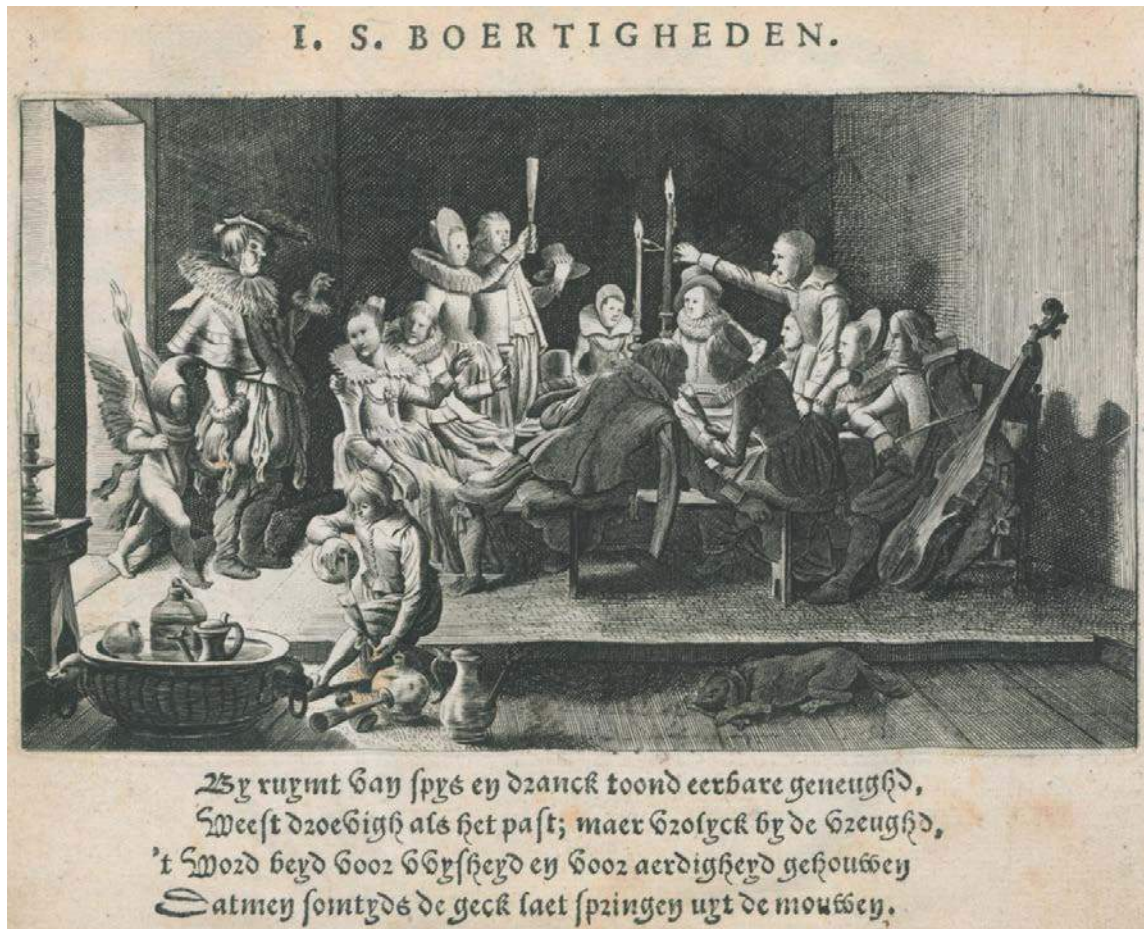 I. S. BOERTIGHEDEN.
By ruymt van spys en dranck toond eerbare geneughd,
Weest droevigh als het past; maer vrolyck by de vreughd,
't Word beyd voor vvysheyd en voor aerdigheyd gehouwen
Datmen somtyds de geck laet springen uyt de mouwen.